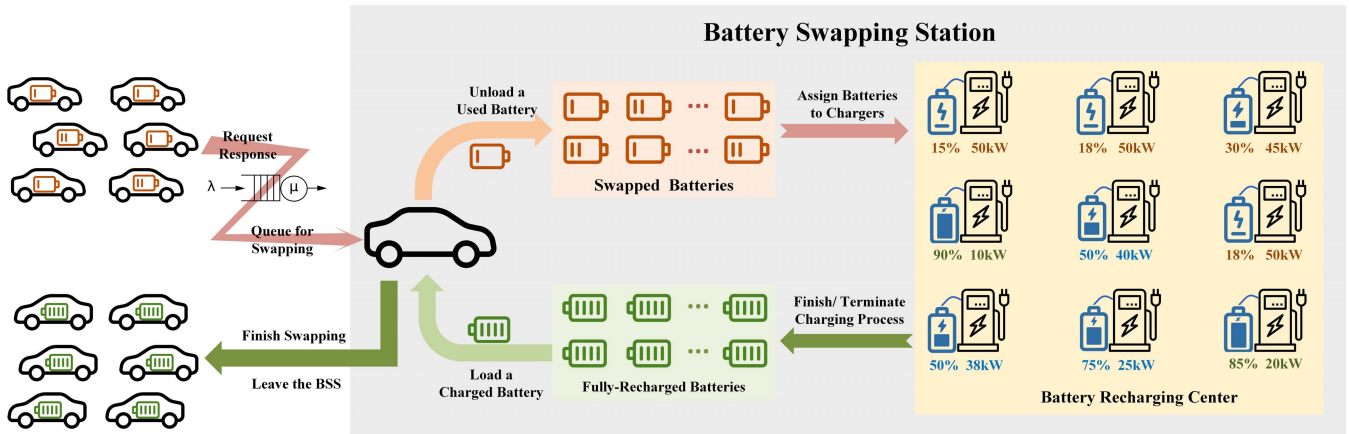 Battery Swapping Station
Request
Response
λ
μ
Queue for
Swapping
Unload a
Used Battery
Swapped Batteries
Assign Batteries
to Chargers
15% 50kW
18% 50kW
30% 45kW
90% 10kW
50% 40kW
18% 50kW
50% 38kW
75% 25kW
85% 20kW
Battery Recharging Center
Finish/ Terminate
Charging Process
Fully-Recharged Batteries
Load a
Charged Battery
Finish Swapping
Leave the BSS